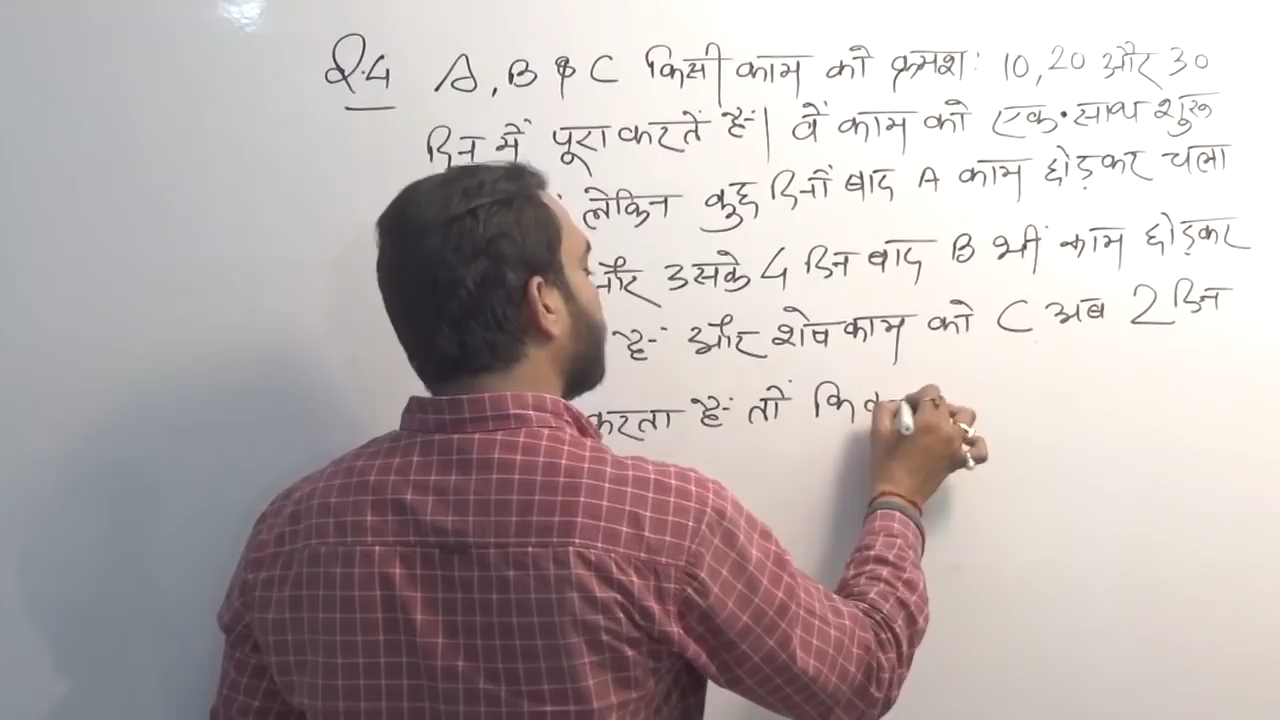 Q.4 A, B & C किसी काम को क्रमश: 10, 20 और 30
दिन में पूरा करतें हैं| वें काम को एक-साथ शुरू
लेकिन कुछ दिनों बाद A काम छोड़कर चला
और उसके 4 दिन बाद B भी काम छोड़कर
हैं और शेष काम को C अब 2 दिन
करता हैं तों